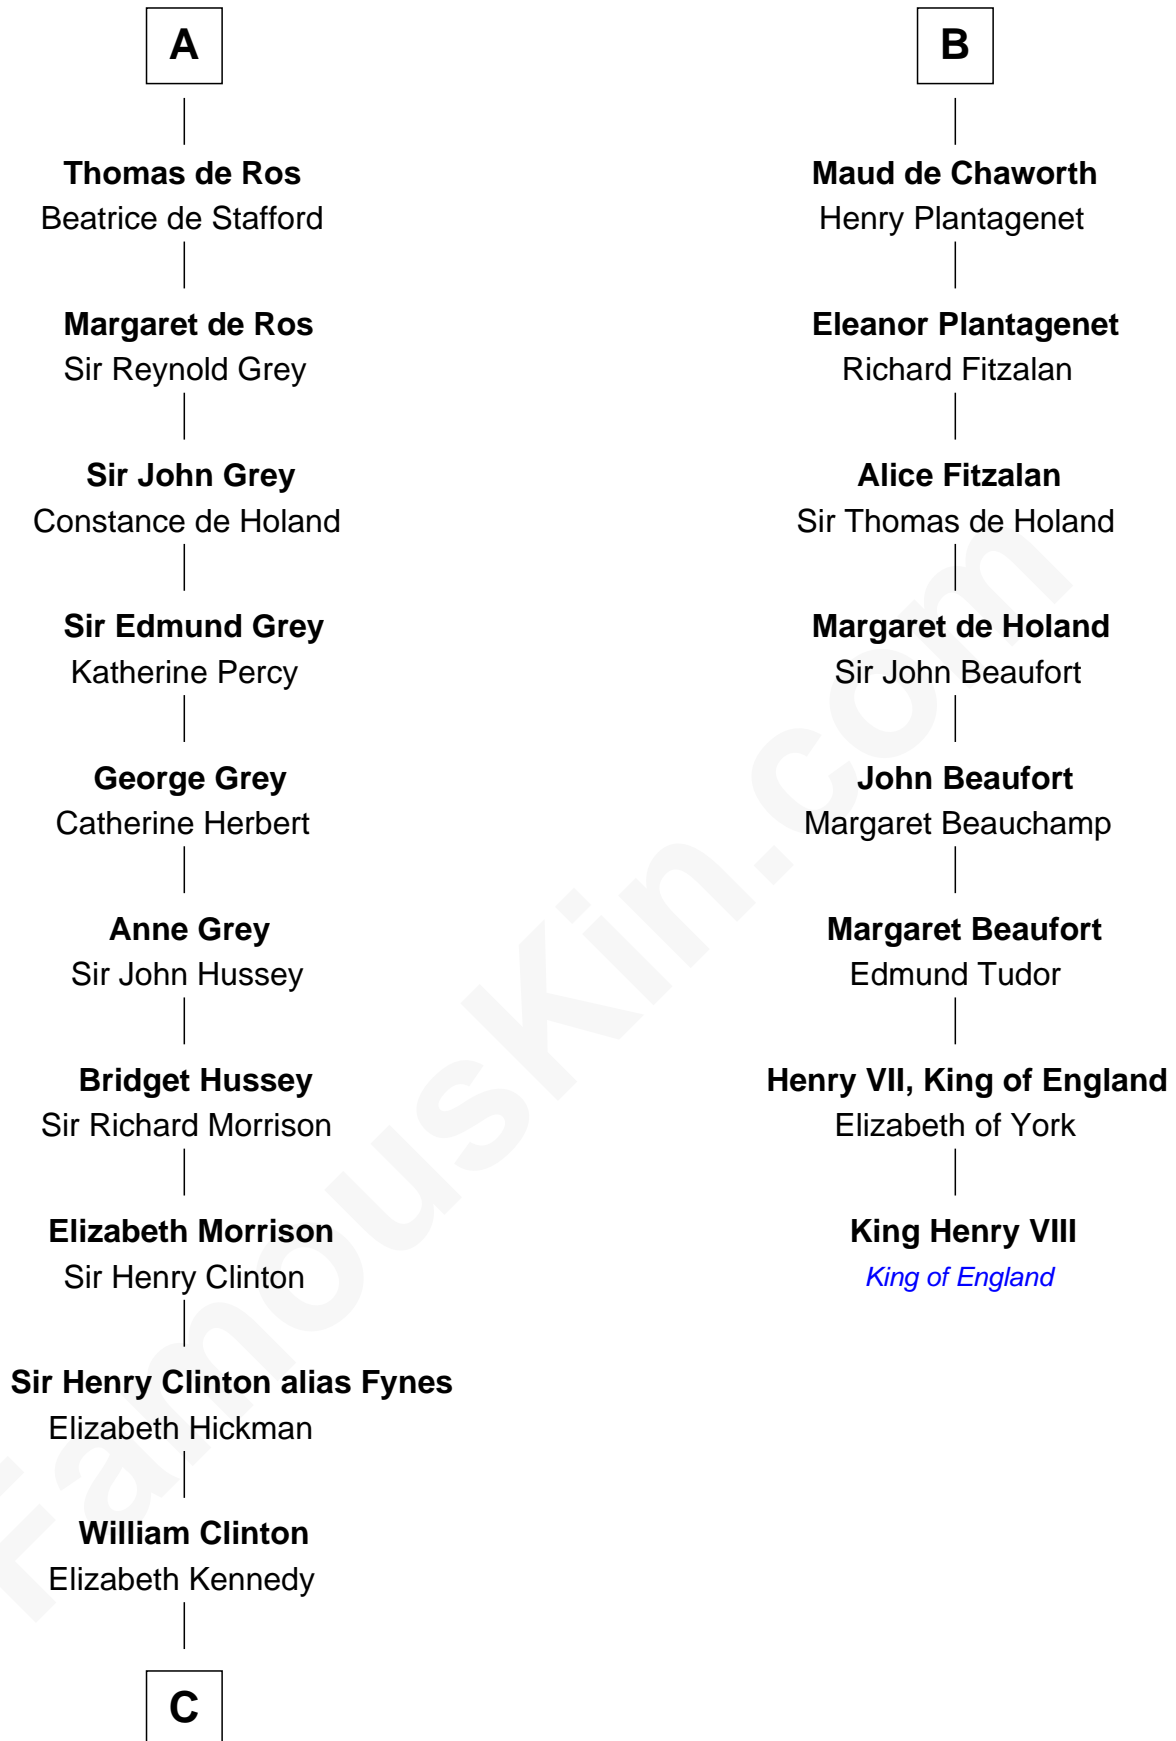 A
Thomas de Ros
Beatrice de Stafford
Margaret de Ros
Sir Reynold Grey
Sir John Grey
Constance de Holand
Sir Edmund Grey
Katherine Percy
George Grey
Catherine Herbert
Anne Grey
Sir John Hussey
Bridget Hussey
Sir Richard Morrison
Elizabeth Morrison
Sir Henry Clinton
Sir Henry Clinton alias Fynes
Elizabeth Hickman
William Clinton
Elizabeth Kennedy
C
B
Maud de Chaworth
Henry Plantagenet
Eleanor Plantagenet
Richard Fitzalan
Alice Fitzalan
Sir Thomas de Holand
Margaret de Holand
Sir John Beaufort
John Beaufort
Margaret Beauchamp
Margaret Beaufort
Edmund Tudor
Henry VII, King of England
Elizabeth of York
King Henry VIII
King of England
FamousKin.com